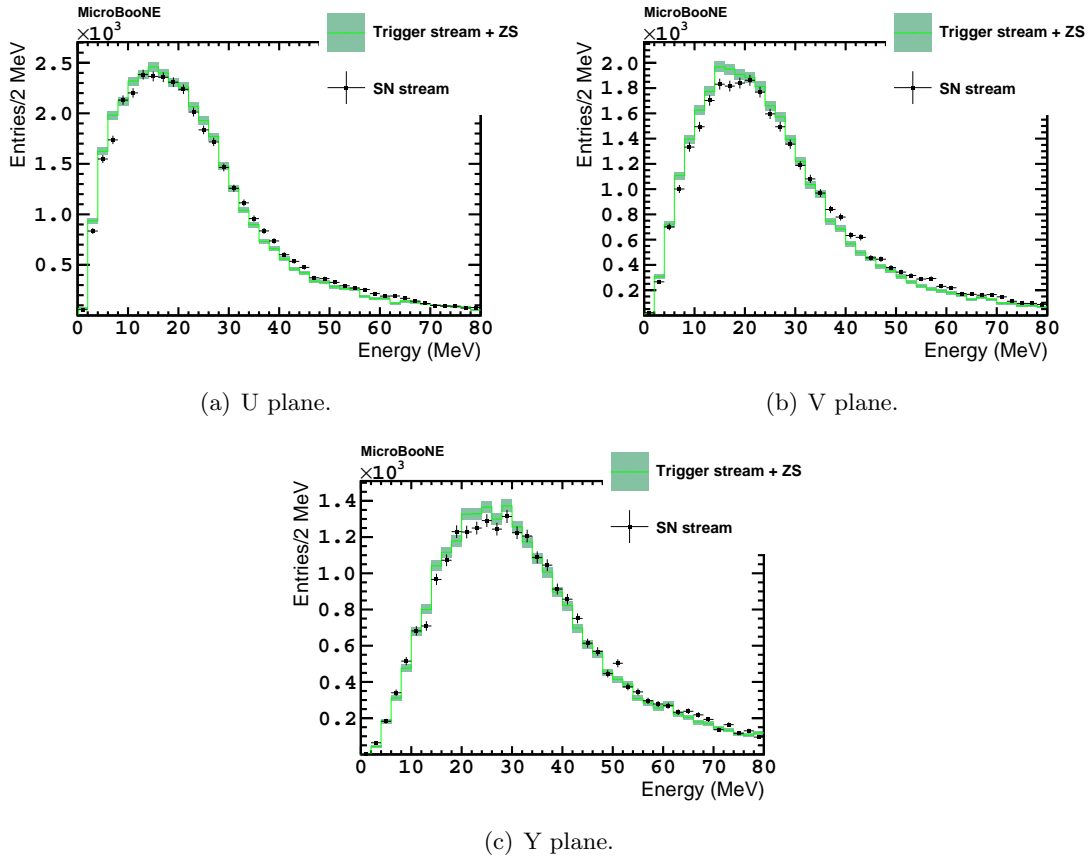 MicroBooNE
×10³
Trigger stream + ZS
SN stream
Entries/2 MeV
2.5
2.0
1.5
1.0
0.5
0 10 20 30 40 50 60 70 80
Energy (MeV)
(a) U plane.
MicroBooNE
×10³
Trigger stream + ZS
SN stream
Entries/2 MeV
2.0
1.8
1.6
1.4
1.2
1.0
0.8
0.6
0.4
0.2
0 10 20 30 40 50 60 70 80
Energy (MeV)
(b) V plane.
MicroBooNE
×10³
Trigger stream + ZS
SN stream
Entries/2 MeV
1.4
1.2
1.0
0.8
0.6
0.4
0.2
0 10 20 30 40 50 60 70 80
Energy (MeV)
(c) Y plane.